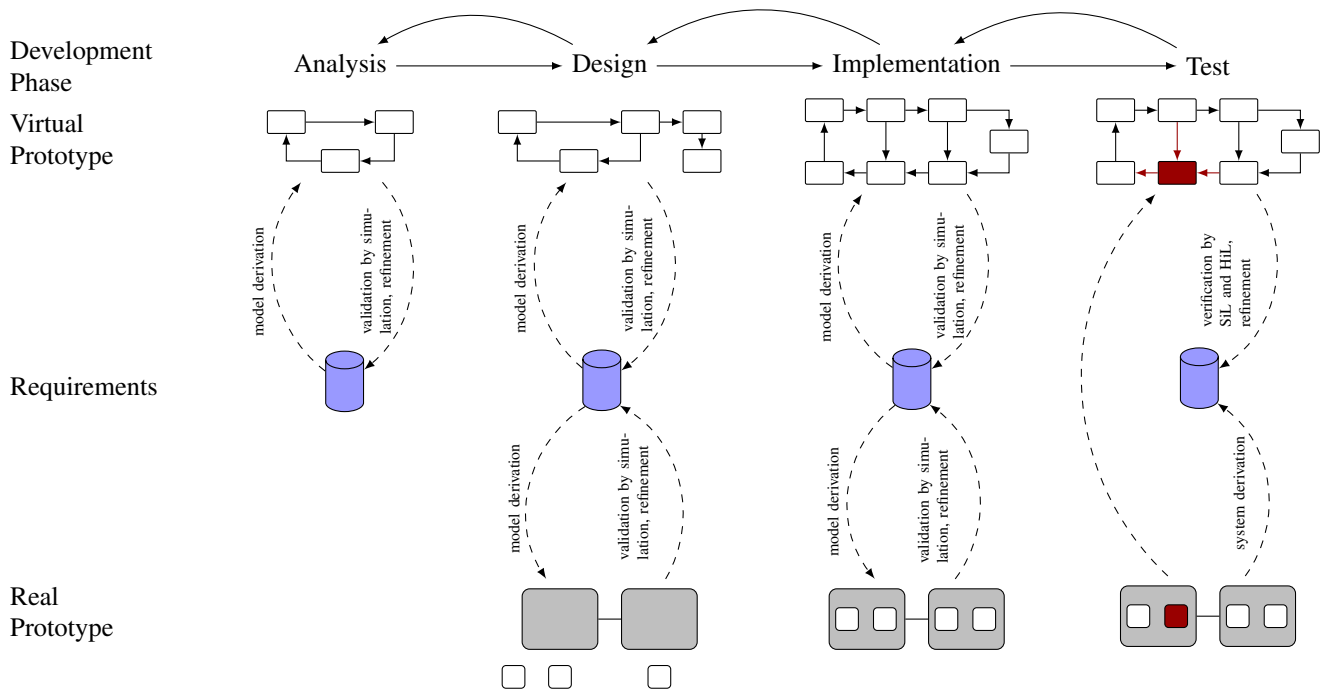 Development
Phase
Analysis
Design
Implementation
Test
Virtual
Prototype
model derivation
validation by simu-
lation, refinement
model derivation
validation by simu-
lation, refinement
model derivation
validation by simu-
lation, refinement
verification by
SiL and HiL,
refinement
Requirements
model derivation
validation by simu-
lation, refinement
model derivation
validation by simu-
lation, refinement
system derivation
Real
Prototype